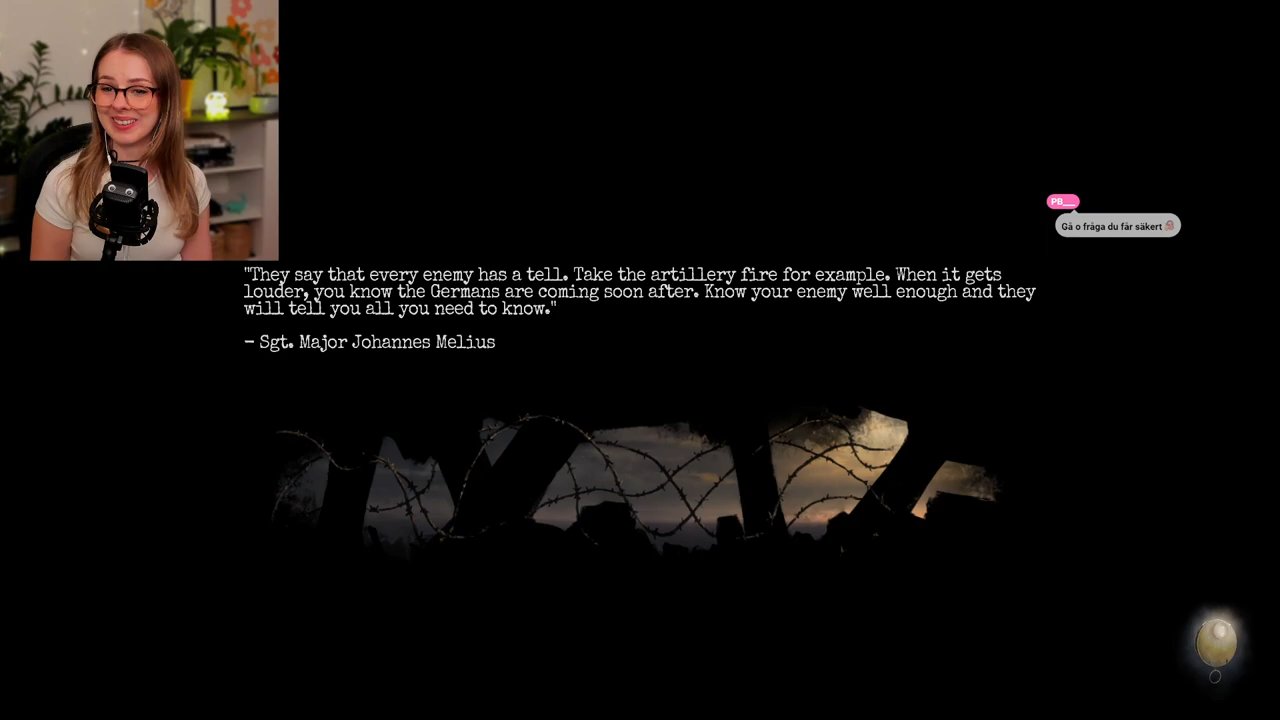 PB___
Gå o fråga du får säkert
"They say that every enemy has a tell. Take the artillery fire for example. When it gets
louder, you know the Germans are coming soon after. Know your enemy well enough and they
will tell you all you need to know."
- Sgt. Major Johannes Melius